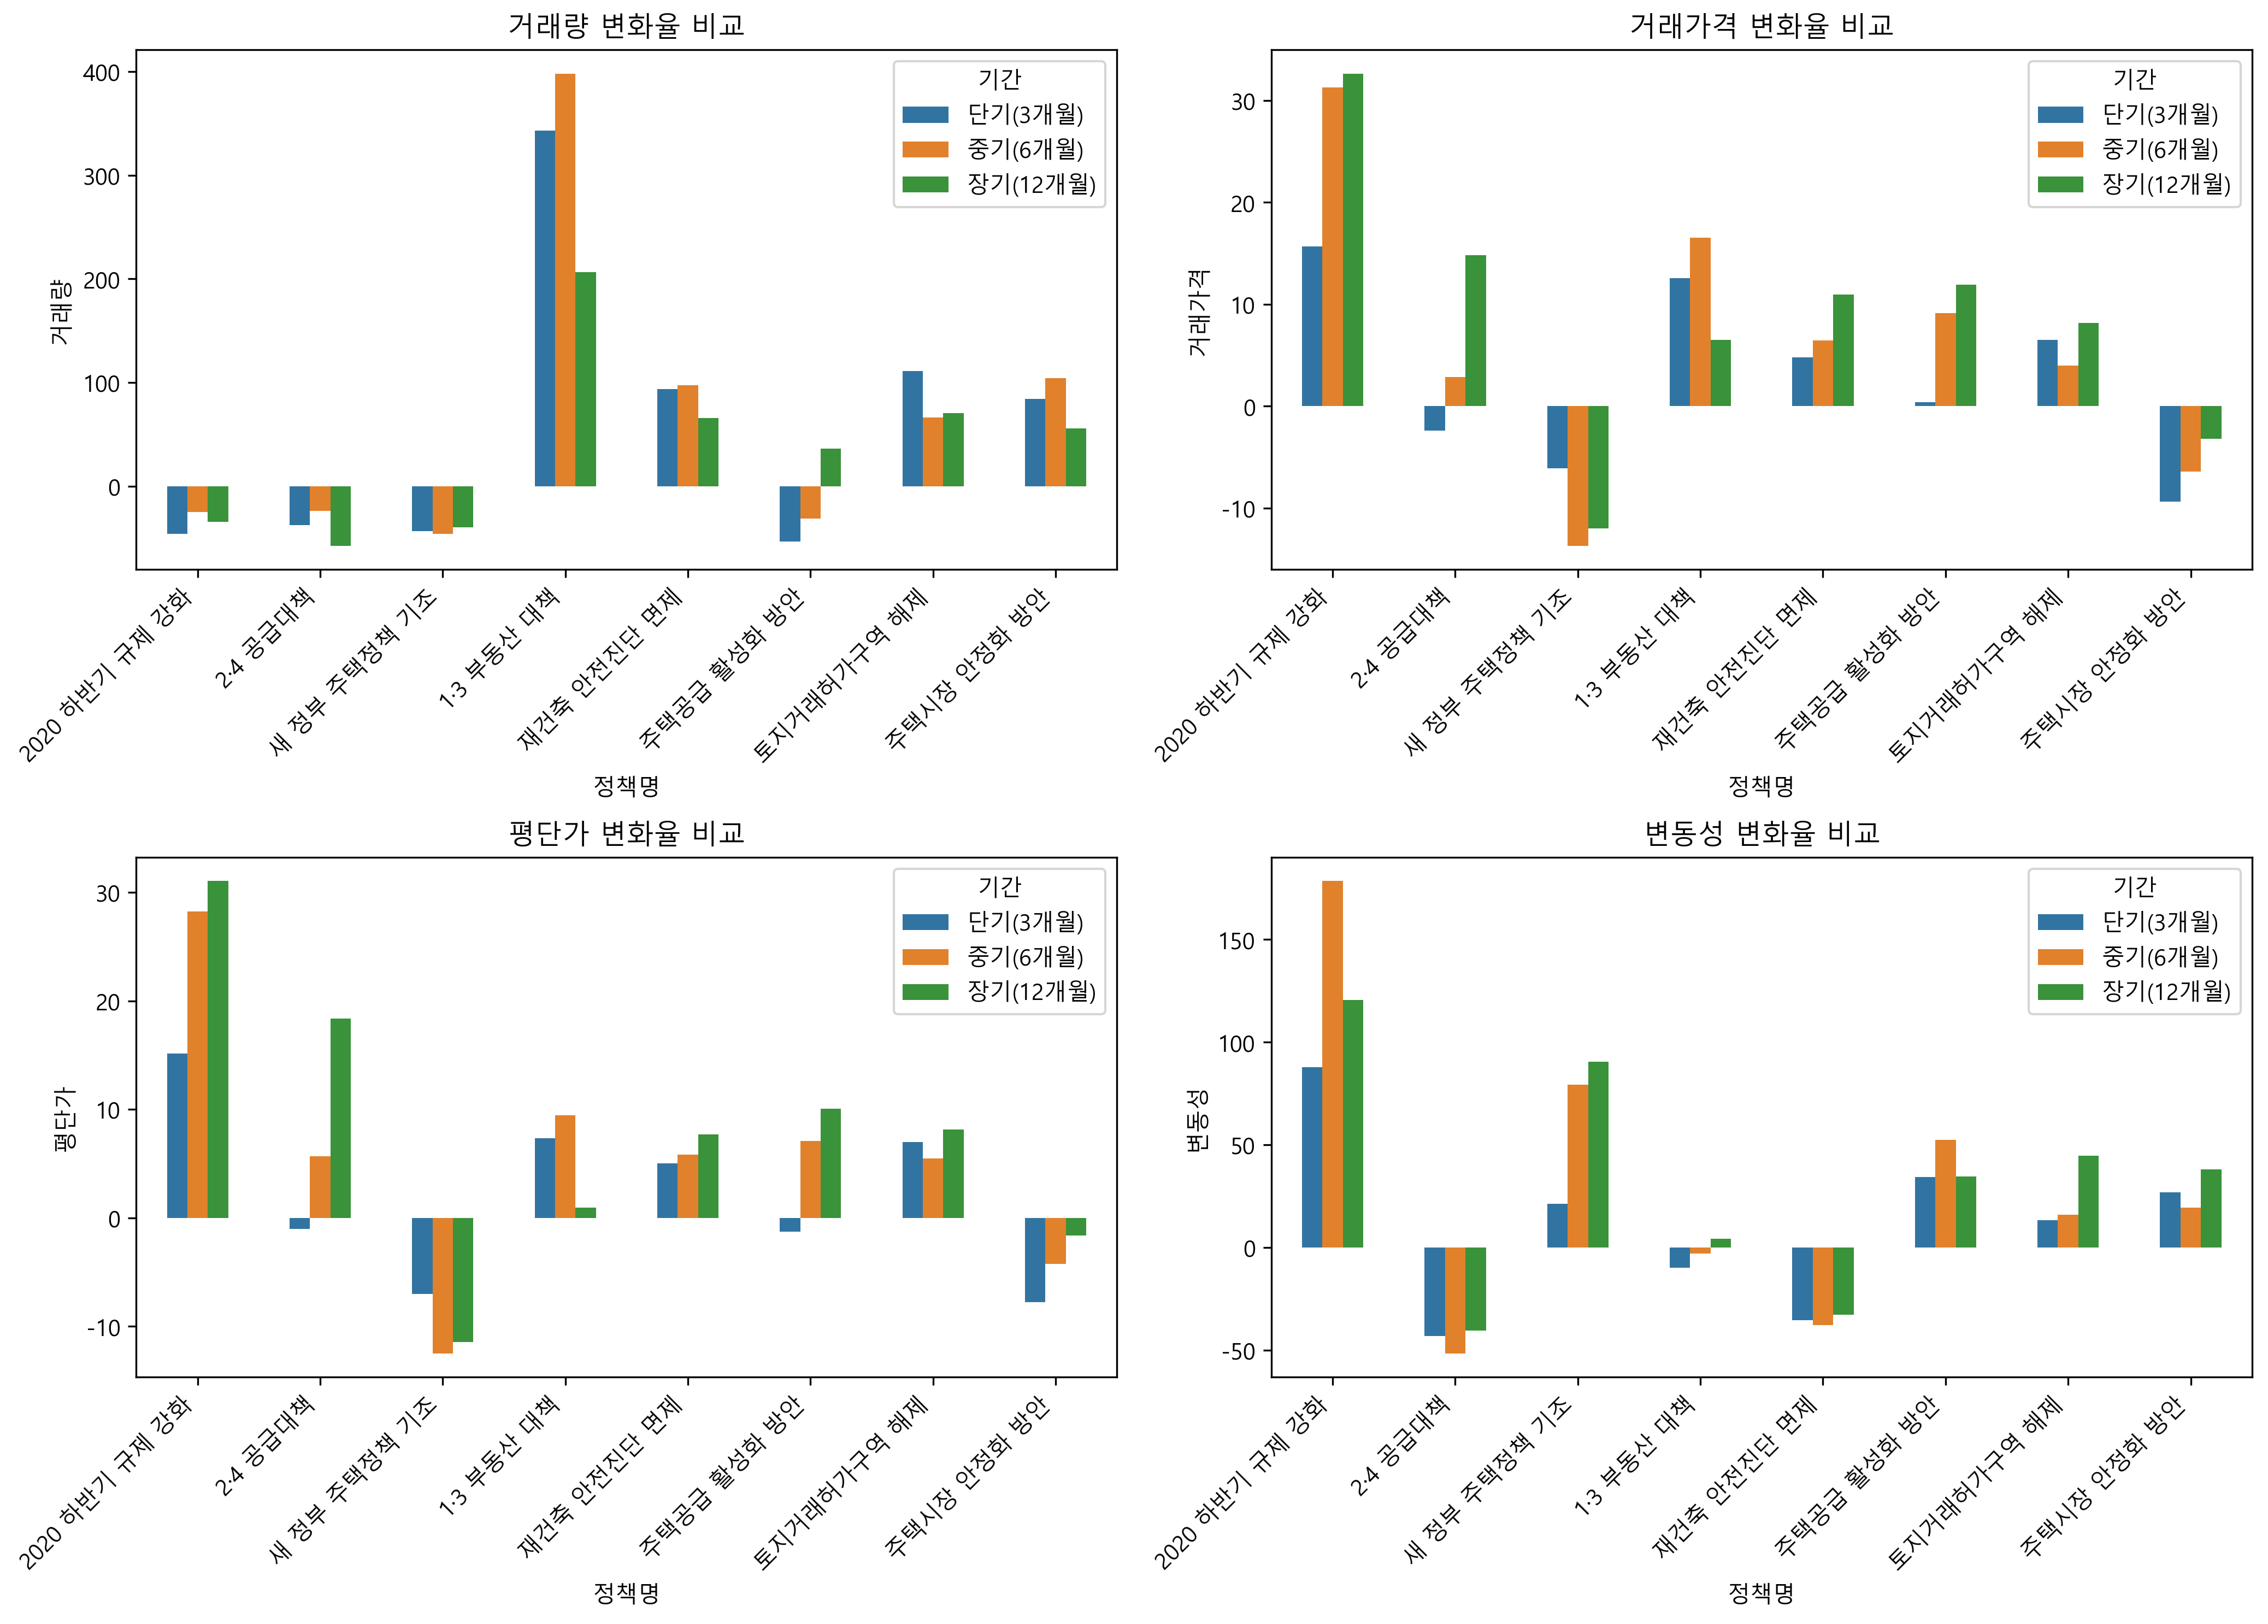 거래량 변화율 비교
거래량
400
300
200
100
0
기간
단기(3개월)
중기(6개월)
장기(12개월)
2020 하반기 규제 강화
2·4 공급대책
새 정부 주택정책 기조
1·3 부동산 대책
재건축 안전진단 면제
주택공급 활성화 방안
토지거래허가구역 해제
주택시장 안정화 방안
정책명
거래가격 변화율 비교
거래가격
30
20
10
0
-10
기간
단기(3개월)
중기(6개월)
장기(12개월)
2020 하반기 규제 강화
2·4 공급대책
새 정부 주택정책 기조
1·3 부동산 대책
재건축 안전진단 면제
주택공급 활성화 방안
토지거래허가구역 해제
주택시장 안정화 방안
정책명
평단가 변화율 비교
평단가
30
20
10
0
-10
기간
단기(3개월)
중기(6개월)
장기(12개월)
2020 하반기 규제 강화
2·4 공급대책
새 정부 주택정책 기조
1·3 부동산 대책
재건축 안전진단 면제
주택공급 활성화 방안
토지거래허가구역 해제
주택시장 안정화 방안
정책명
변동성 변화율 비교
변동성
150
100
50
0
-50
기간
단기(3개월)
중기(6개월)
장기(12개월)
2020 하반기 규제 강화
2·4 공급대책
새 정부 주택정책 기조
1·3 부동산 대책
재건축 안전진단 면제
주택공급 활성화 방안
토지거래허가구역 해제
주택시장 안정화 방안
정책명